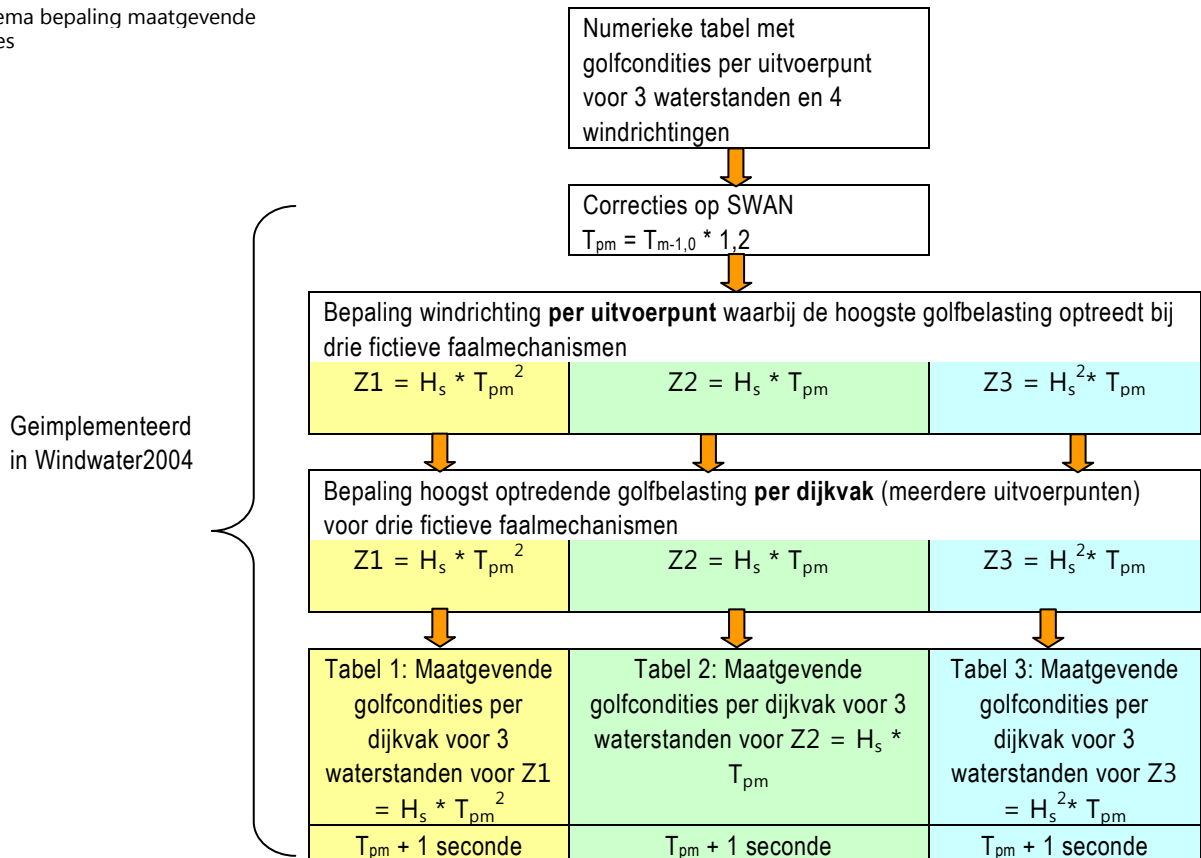 ema bepaling maatgevende
es
Numerieke tabel met
golfcondities per uitvoerpunt
voor 3 waterstanden en 4
windrichtingen
Correcties op SWAN
Tpm = Tm-1,0 * 1,2
Bepaling windrichting per uitvoerpunt waarbij de hoogste golfbelasting optreedt bij
drie fictieve faalmechanismen
Z1 = Hs * Tpm²
Z2 = Hs * Tpm
Z3 = Hs²* Tpm
Geimplementeerd
in Windwater2004
Bepaling hoogst optredende golfbelasting per dijkvak (meerdere uitvoerpunten)
voor drie fictieve faalmechanismen
Z1 = Hs * Tpm²
Z2 = Hs * Tpm
Z3 = Hs²* Tpm
Tabel 1: Maatgevende
golfcondities per
dijkvak voor 3
waterstanden voor Z1
= Hs * Tpm²
Tabel 2: Maatgevende
golfcondities per dijkvak voor 3
waterstanden voor Z2 = Hs *
Tpm
Tabel 3: Maatgevende
golfcondities per
dijkvak voor 3
waterstanden voor Z3
= Hs²* Tpm
Tpm + 1 seconde
Tpm + 1 seconde
Tpm + 1 seconde